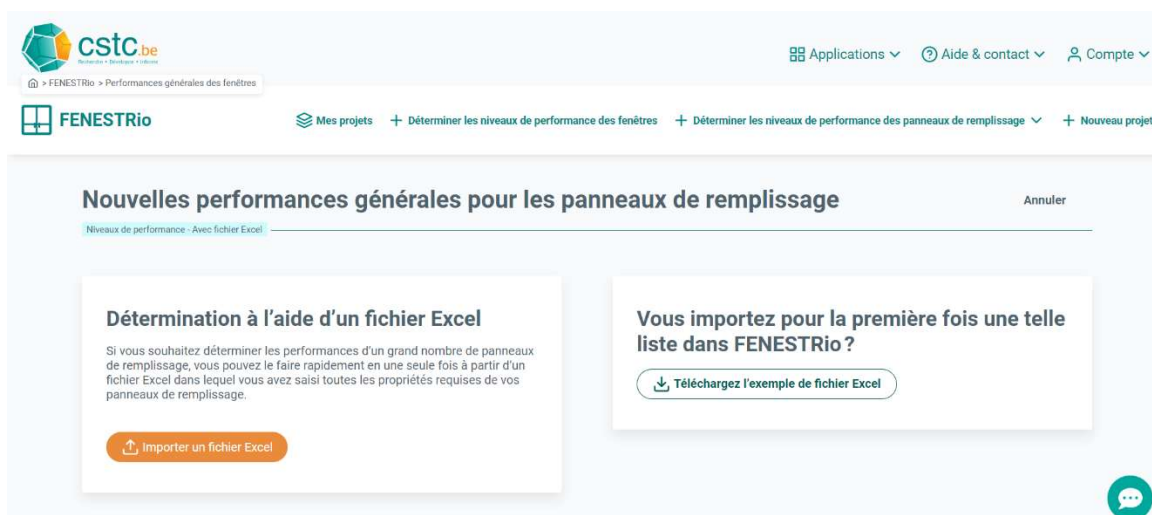 cstc.be
Recherche • Développe • Informe
Applications
Aide & contact
Compte
> FENESTRio > Performances générales des fenêtres
FENESTRio
Mes projets
+ Déterminer les niveaux de performance des fenêtres
+ Déterminer les niveaux de performance des panneaux de remplissage
+ Nouveau projet
Nouvelles performances générales pour les panneaux de remplissage
Annuler
Niveaux de performance - Avec fichier Excel
Détermination à l’aide d’un fichier Excel
Si vous souhaitez déterminer les performances d'un grand nombre de panneaux
de remplissage, vous pouvez le faire rapidement en une seule fois à partir d'un
fichier Excel dans lequel vous avez saisi toutes les propriétés requises de vos
panneaux de remplissage.
Importer un fichier Excel
Vous importez pour la première fois une telle
liste dans FENESTRio ?
Téléchargez l’exemple de fichier Excel